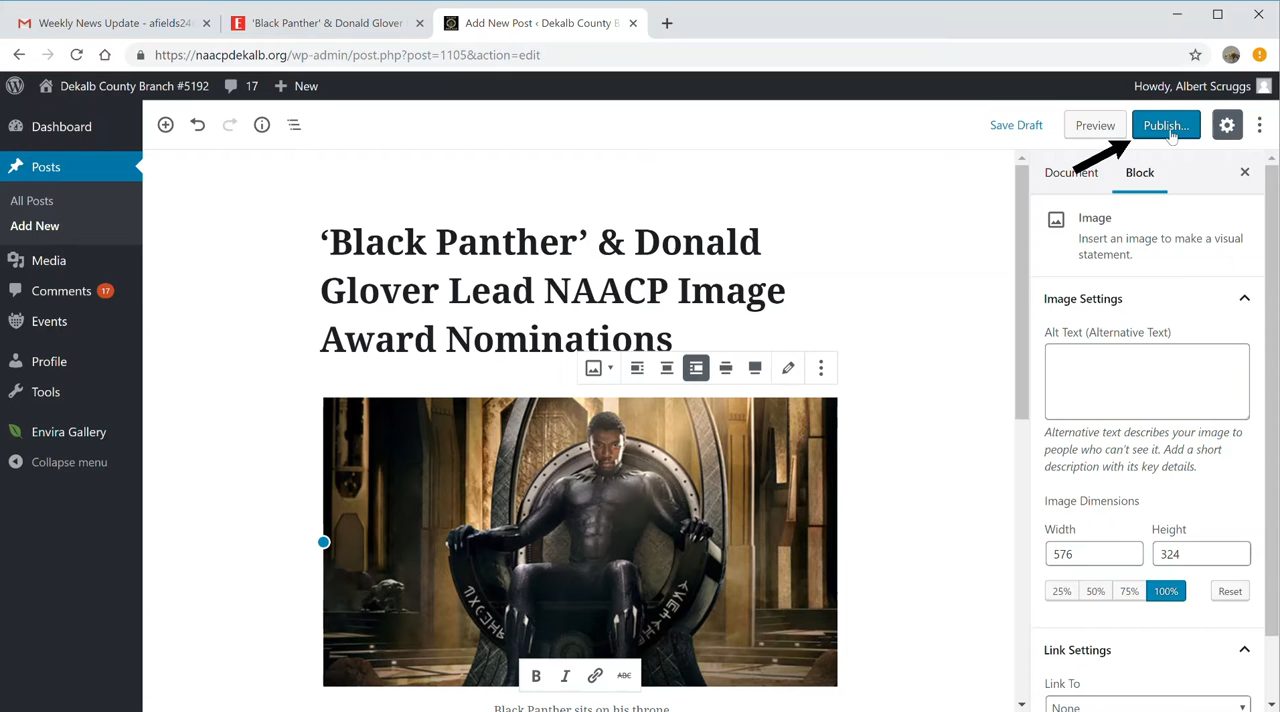 Weekly News Update - afields24
'Black Panther' & Donald Glover
Add New Post ‹ Dekalb County B
https://naacpdekalb.org/wp-admin/post.php?post=1105&action=edit
Dekalb County Branch #5192
17
New
Howdy, Albert Scruggs
Dashboard
Posts
All Posts
Add New
Media
Comments 17
Events
Profile
Tools
Envira Gallery
Collapse menu
Save Draft
Preview
Publish...
‘Black Panther’ & Donald
Glover Lead NAACP Image
Award Nominations
B I ABC
Black Panther sits on his throne
Document
Block
Image
Insert an image to make a visual
statement.
Image Settings
Alt Text (Alternative Text)
Alternative text describes your image to
people who can’t see it. Add a short
description with its key details.
Image Dimensions
Width
Height
576
324
25%
50%
75%
100%
Reset
Link Settings
Link To
None